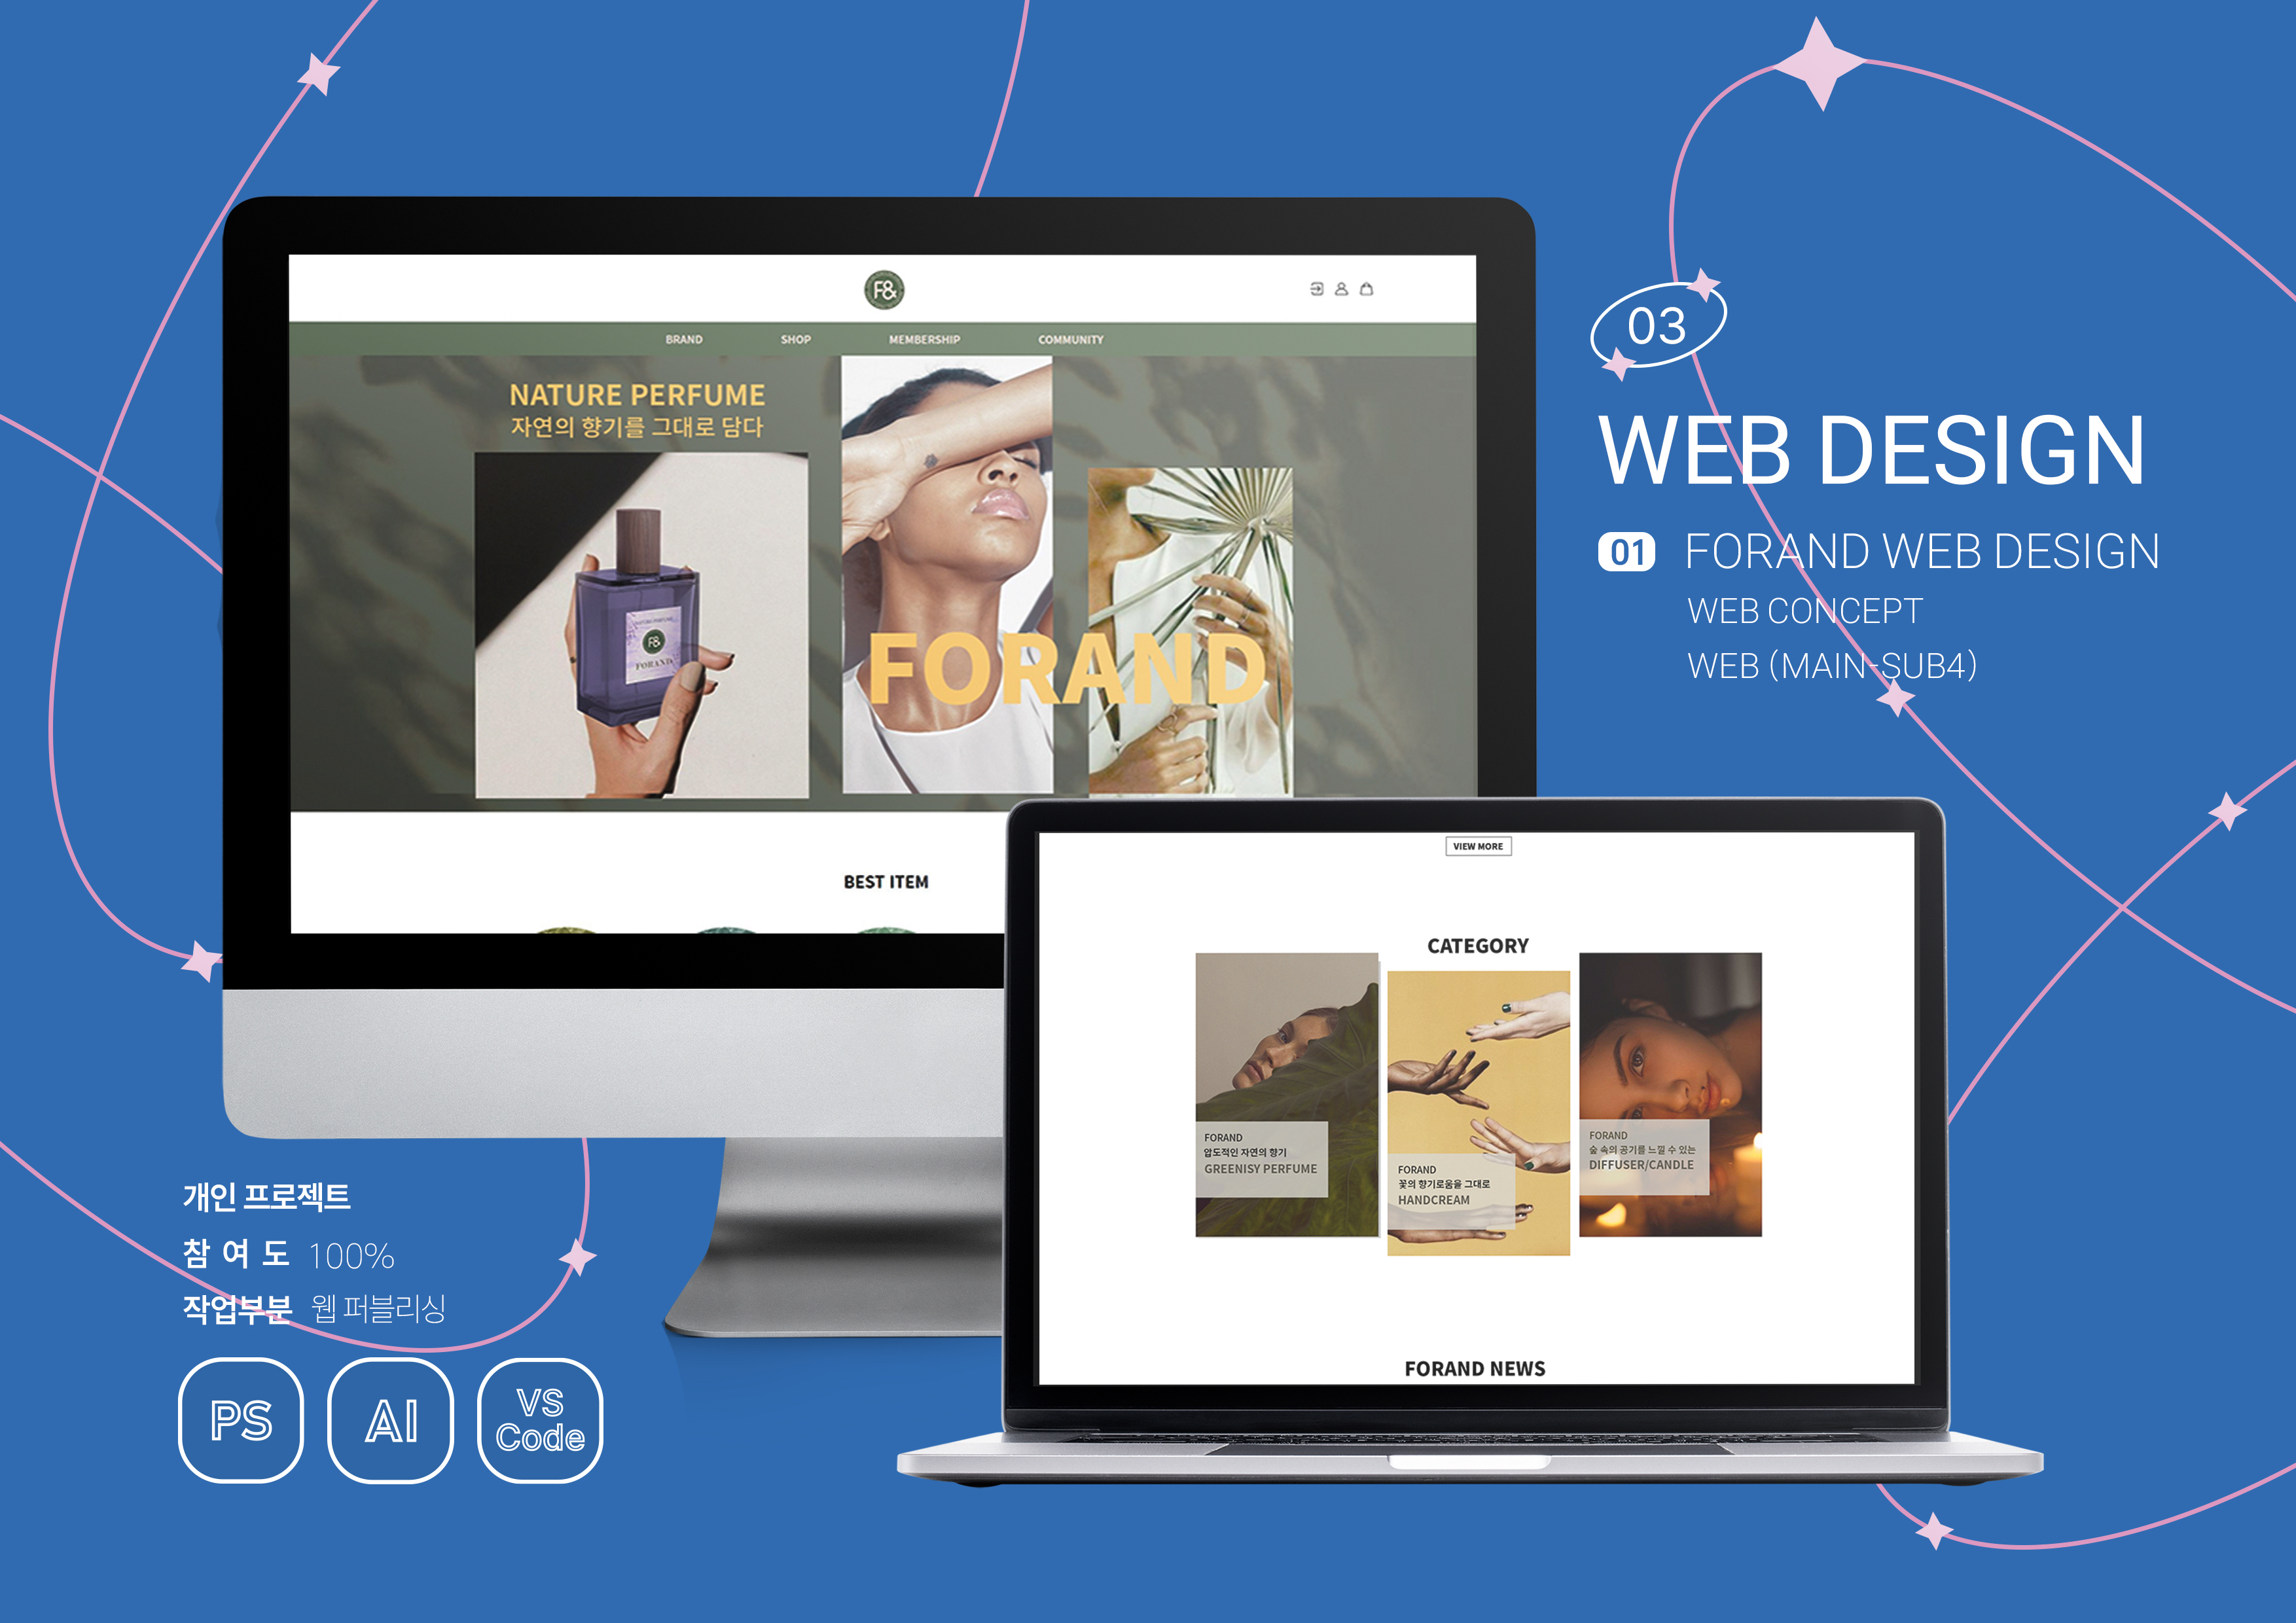 F&
BRAND SHOP MEMBERSHIP COMMUNITY
NATURE PERFUME
자연의 향기를 그대로 담다
F&
FORAND
FORAND
BEST ITEM
03
WEB DESIGN
01 FORAND WEB DESIGN
WEB CONCEPT
WEB (MAIN-SUB4)
VIEW MORE
CATEGORY
FORAND
압도적인 자연의 향기
GREENISY PERFUME
FORAND
꽃의 향기로움을 그대로
HANDCREAM
FORAND
숲 속의 공기를 느낄 수 있는
DIFFUSER/CANDLE
FORAND NEWS
개인 프로젝트
참 여 도 100%
작업부분 웹 퍼블리싱
PS
AI
VS
Code